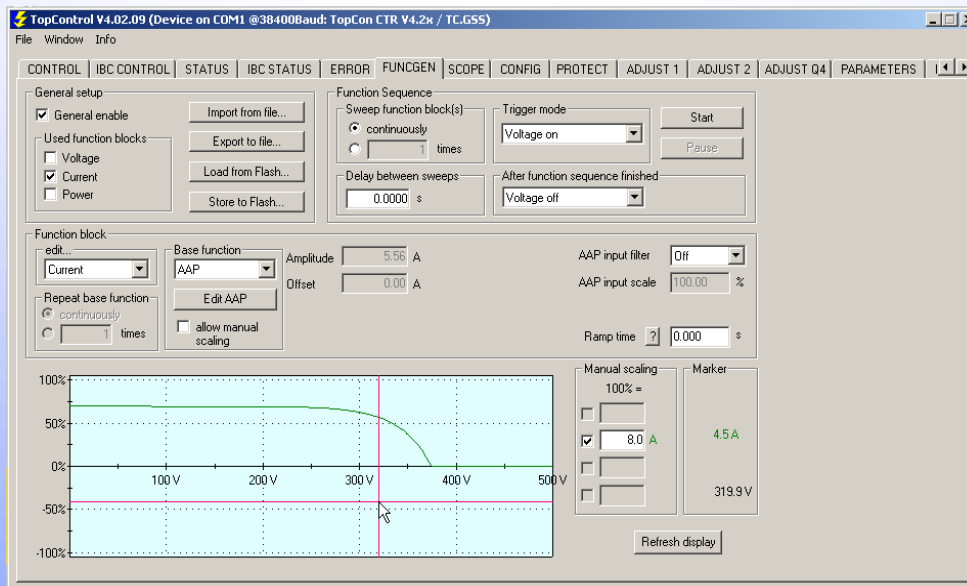 TopControl V4.02.09 (Device on COM1 @38400Baud: TopCon CTR V4.2x / TC.GSS)
File Window Info
CONTROL IBC CONTROL STATUS IBC STATUS ERROR FUNCGEN SCOPE CONFIG PROTECT ADJUST 1 ADJUST 2 ADJUST Q4 PARAMETERS
General setup
General enable
Used function blocks
Voltage
Current
Power
Import from file...
Export to file...
Load from Flash...
Store to Flash...
Function Sequence
Sweep function block(s)
continuously
1 times
Delay between sweeps
0.0000 s
Trigger mode
Voltage on
Start
Pause
After function sequence finished
Voltage off
Function block
edit...
Current
Repeat base function
continuously
1 times
Base function
AAP
Edit AAP
allow manual
scaling
Amplitude 5.56 A
Offset 0.00 A
AAP input filter Off
AAP input scale 100.00 %
Ramp time ? 0.000 s
100%
50%
0%
-50%
-100%
100 V 200 V 300 V 400 V 500 V
Manual scaling
100% =
8.0 A
Marker
4.5 A
319.9 V
Refresh display